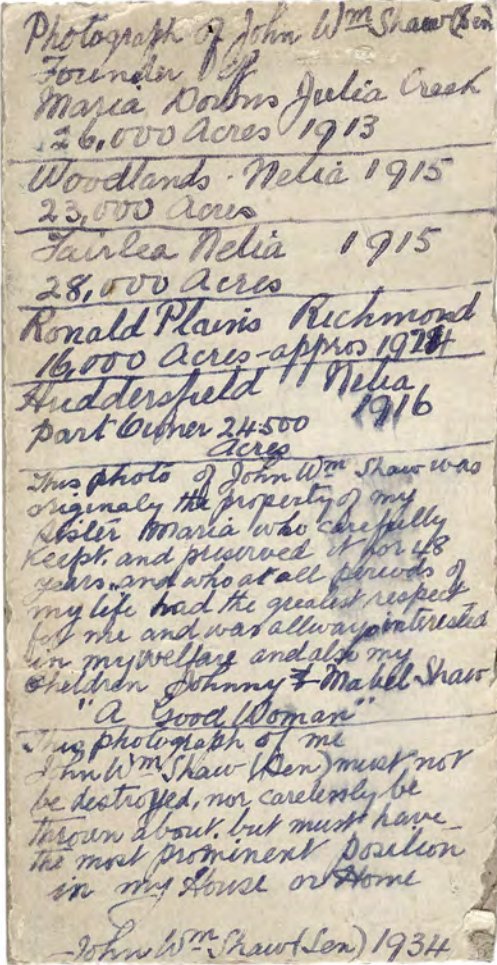 Photograph of John Wm Shaw (Sen)
Founder of
Maria Downs Julia Creek
26,000 Acres 1913
Woodlands - Nelia 1915
23,000 Acres
Fairlea Nelia 1915
28,000 Acres
Ronald Plains Richmond
16,000 Acres - appros
Huddersfield Nelia
1916
Part Owner 24500
Acres
This photo of John Wm Shaw was
originaly the property of my
sister Maria who carefully
keept. and preserved it for 48
years. and who at all periods of
my life had the greatest respect
for me and was allways interested
in my welfare and also my
children Johnny & Mabel Shaw
"A Good Woman"
This photograph of me
John Wm Shaw (Sen) must not
be destroyed, nor carelessly be
thrown about. but must have
the most prominent position
in my House or Home
John Wm Shaw (Sen) 1934